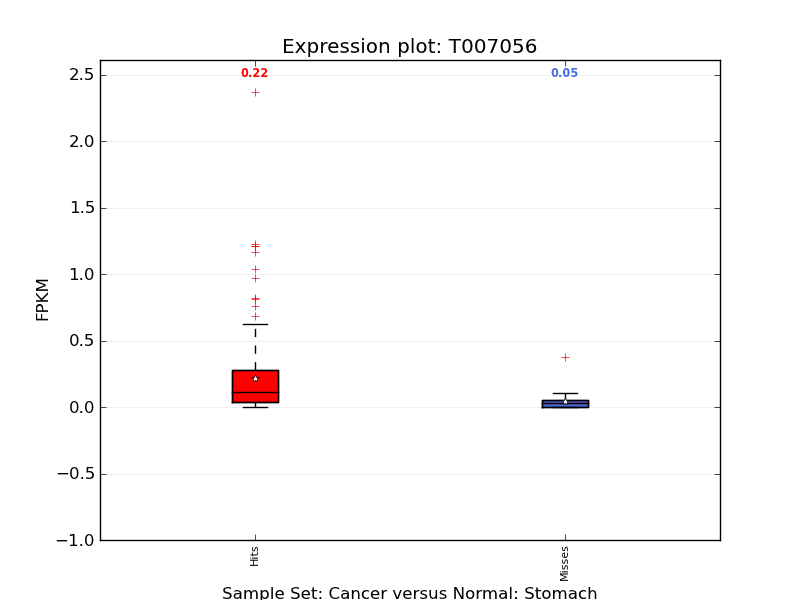 Expression plot: T007056
0.22
0.05
2.5
2.0
1.5
1.0
0.5
0.0
−0.5
−1.0
FPKM
Hits
Misses
Sample Set: Cancer versus Normal: Stomach